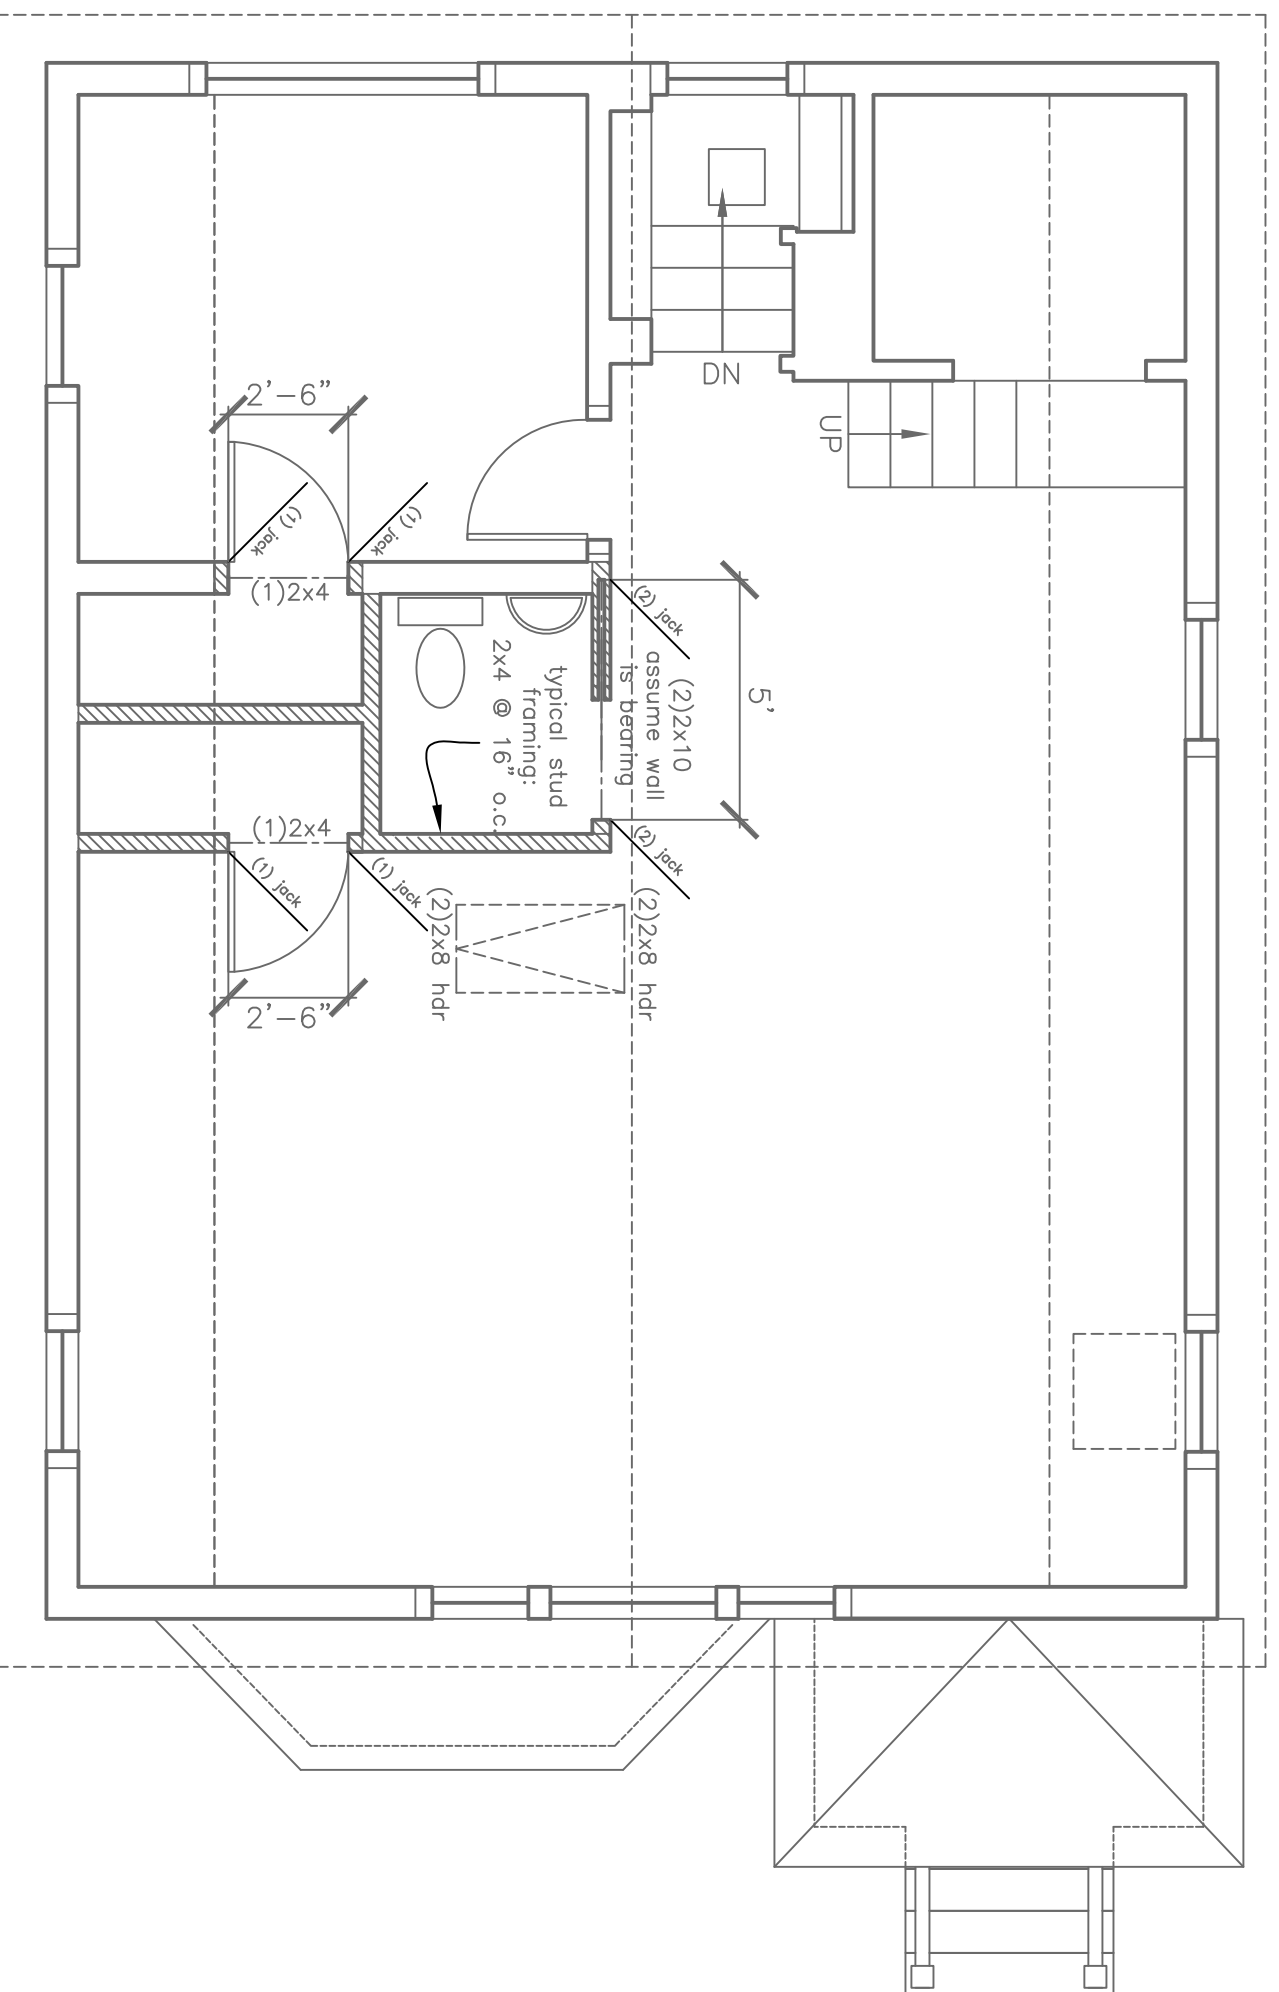 DN
UP
2'-6"
(1) jack
(1) jack
(1)2x4
(2) jack
5'
(2)2x10
assume wall
is bearing
typical stud
framing:
2x4 @ 16" o.c.
(1)2x4
(1) jack
(1) jack
(2) jack
(2)2x8 hdr
(2)2x8 hdr
2'-6"